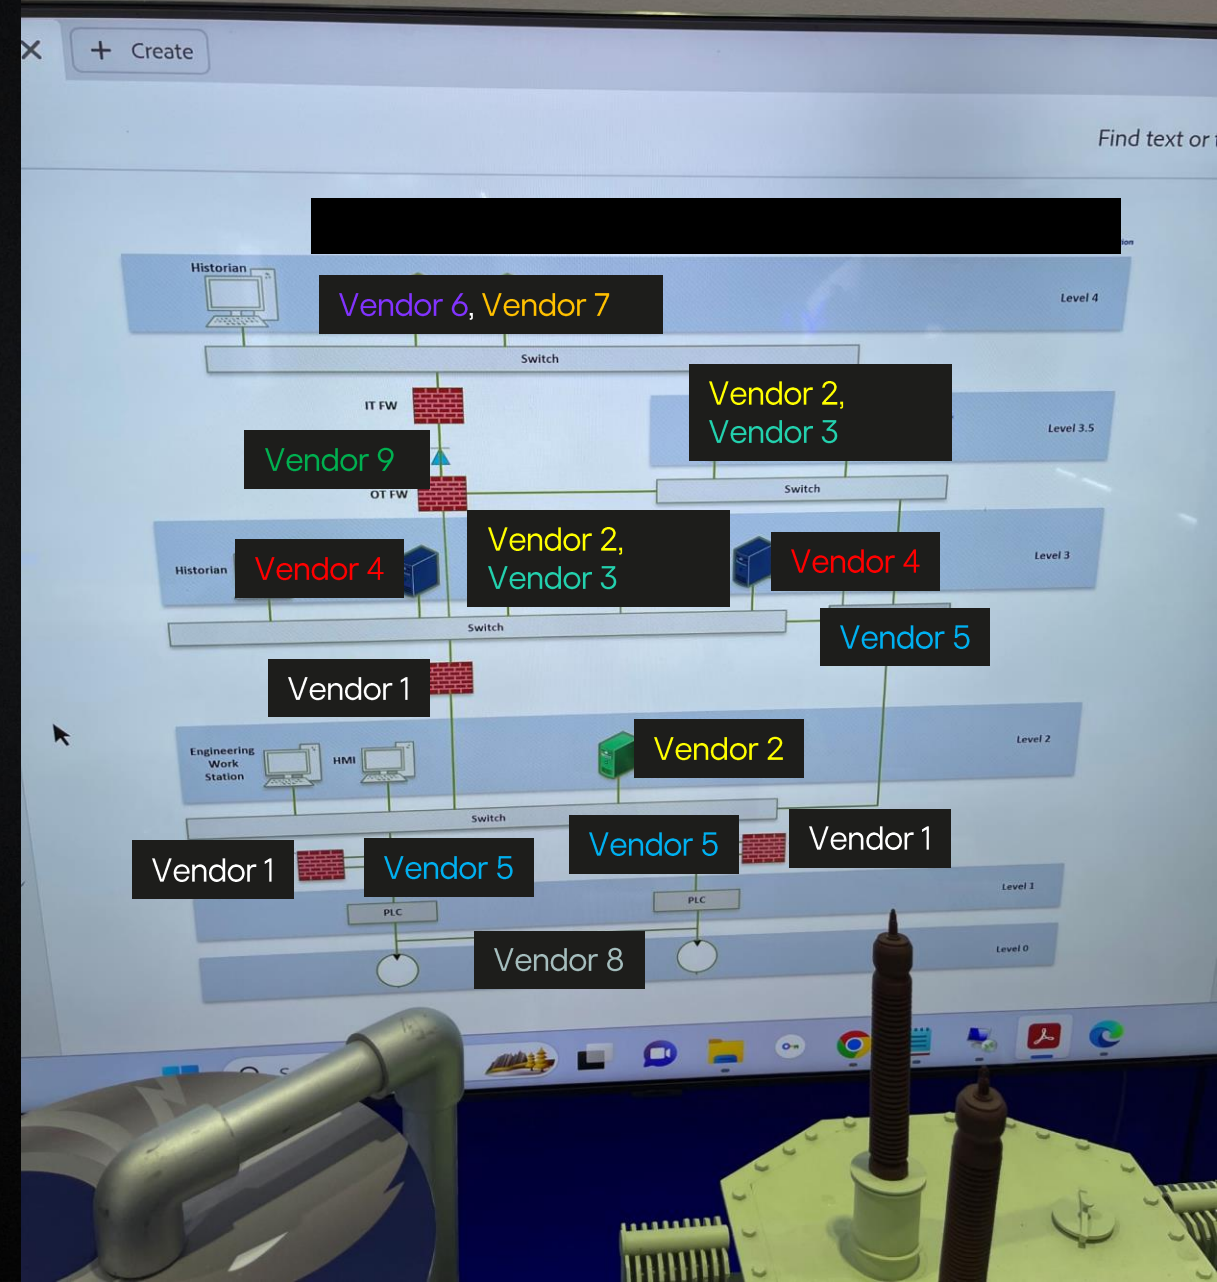 + Create
Find text or
ion
Historian
Vendor 6, Vendor 7
Level 4
Switch
IT FW
Vendor 2,
Vendor 3
Level 3.5
Vendor 9
OT FW
Switch
Historian
Vendor 4
Vendor 2,
Vendor 3
Vendor 4
Level 3
Switch
Vendor 5
Vendor 1
Engineering
Work
Station
HMI
Vendor 2
Level 2
Switch
Vendor 1
Vendor 5
Vendor 5
Vendor 1
Level 1
PLC
PLC
Vendor 8
Level 0
S